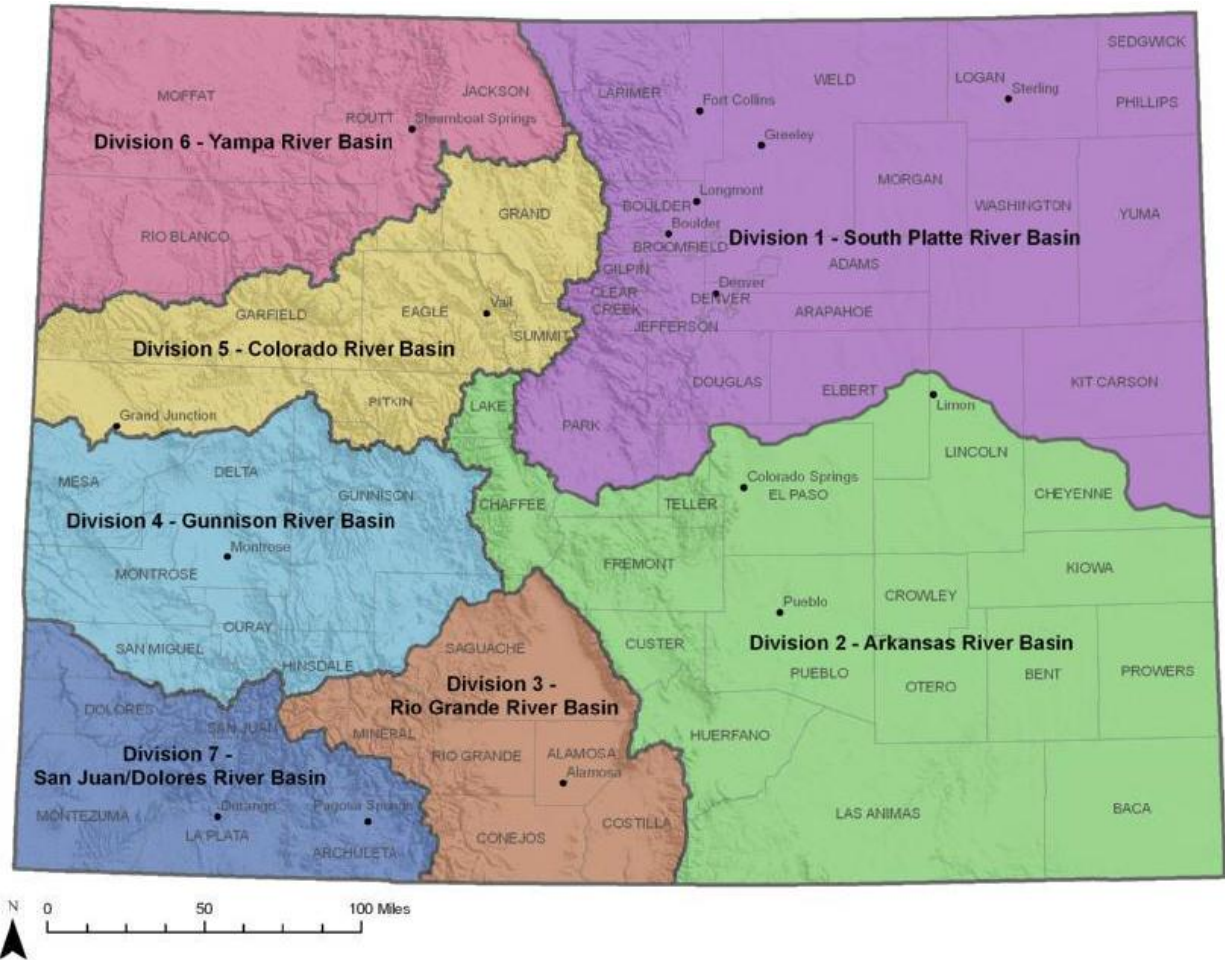 SEDGWICK
MOFFAT
JACKSON
LARIMER
WELD
LOGAN
Sterling
PHILLIPS
Fort Collins
ROUTT
Steamboat Springs
Division 6 - Yampa River Basin
Greeley
MORGAN
Longmont
BOULDER
WASHINGTON
YUMA
GRAND
Boulder
RIO BLANCO
BROOMFIELD
Division 1 - South Platte River Basin
GILPIN
ADAMS
Denver
CLEAR
CREEK
DENVER
GARFIELD
EAGLE
Vail
ARAPAHOE
SUMMIT
JEFFERSON
Division 5 - Colorado River Basin
DOUGLAS
ELBERT
KIT CARSON
PITKIN
LAKE
Limon
Grand Junction
PARK
LINCOLN
MESA
DELTA
Colorado Springs
EL PASO
GUNNISON
CHAFFEE
TELLER
CHEYENNE
Division 4 - Gunnison River Basin
Montrose
FREMONT
KIOWA
MONTROSE
CROWLEY
Pueblo
OURAY
SAN MIGUEL
SAGUACHE
CUSTER
Division 2 - Arkansas River Basin
HINSDALE
PUEBLO
BENT
PROWERS
OTERO
Division 3 -
Rio Grande River Basin
DOLORES
SAN JUAN
MINERAL
HUERFANO
Division 7 -
San Juan/Dolores River Basin
RIO GRANDE
ALAMOSA
Alamosa
MONTEZUMA
Durango
Pagosa Springs
LA PLATA
LAS ANIMAS
BACA
COSTILLA
CONEJOS
ARCHULETA
N
0 50 100 Miles